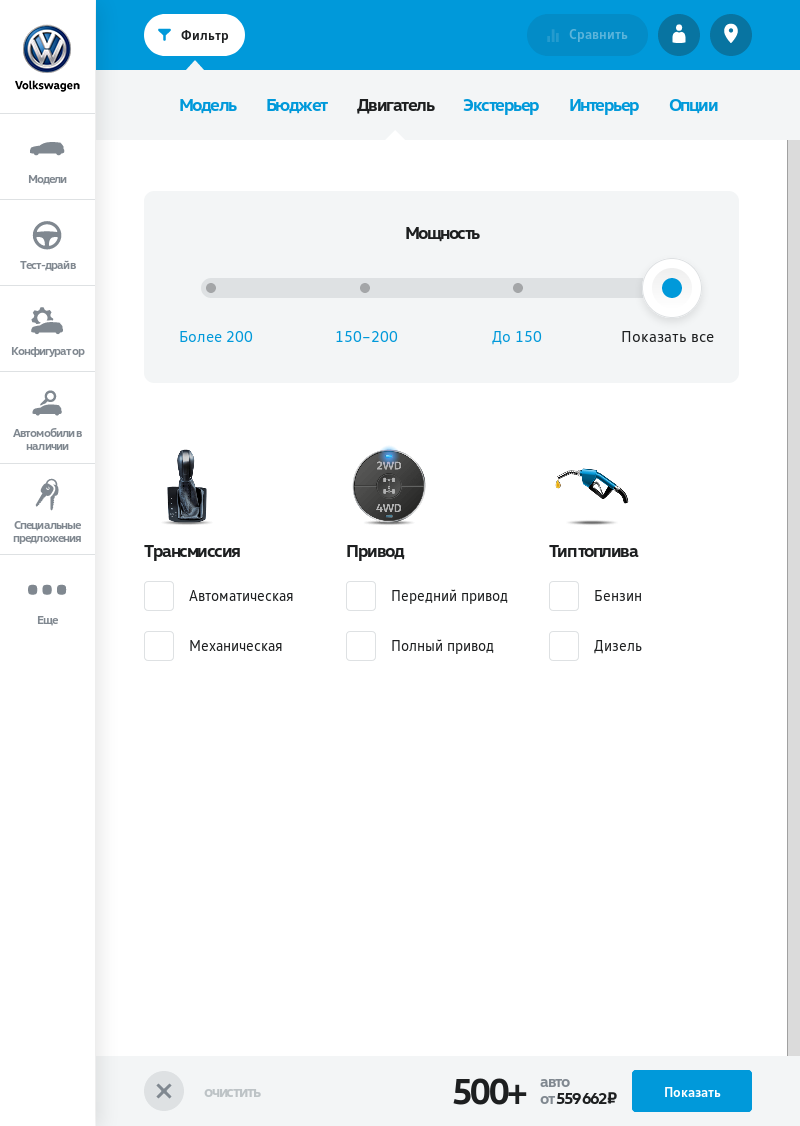 Volkswagen
Модели
Тест-драйв
Конфигуратор
Автомобили в
наличии
Специальные
предложения
Еще
Фильтр
Сравнить
Модель Бюджет Двигатель Экстерьер Интерьер Опции
Мощность
Более 200 150–200 До 150 Показать все
2WD
4WD
Трансмиссия Привод Тип топлива
Автоматическая Передний привод Бензин
Механическая Полный привод Дизель
очистить
500+
авто
от 559 662 ₽
Показать